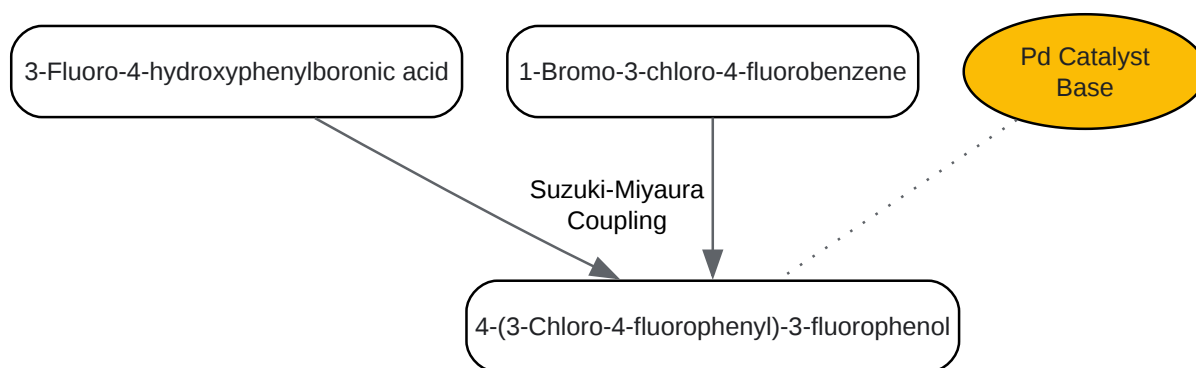 3-Fluoro-4-hydroxyphenylboronic acid
1-Bromo-3-chloro-4-fluorobenzene
Pd Catalyst
Base
Suzuki-Miyaura
Coupling
4-(3-Chloro-4-fluorophenyl)-3-fluorophenol